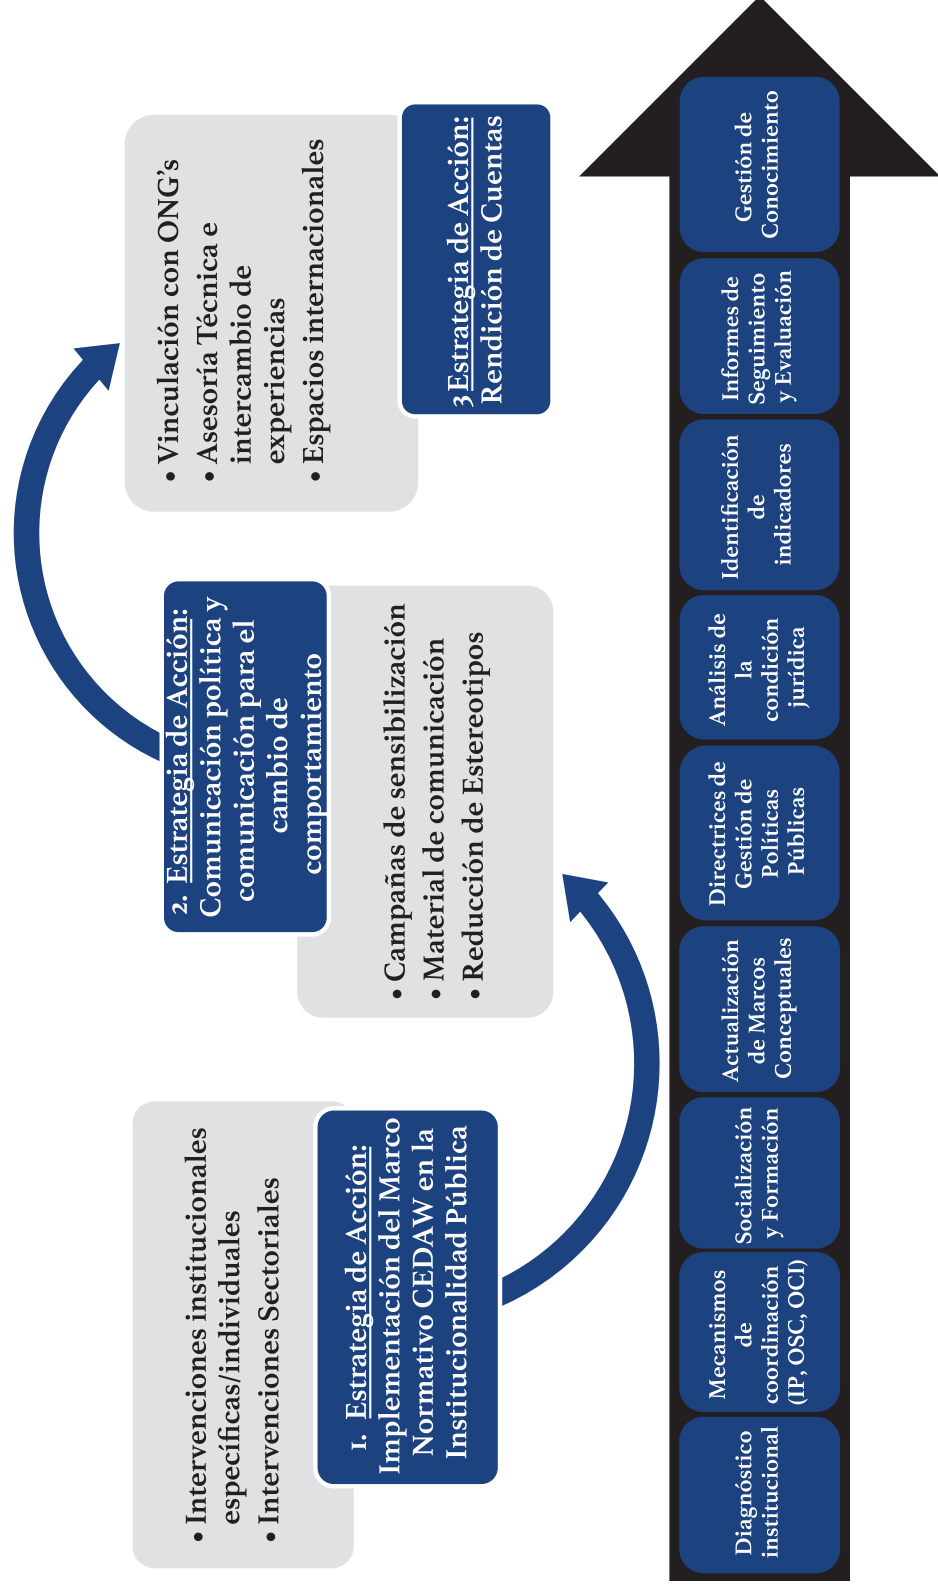 • Intervenciones institucionales
específicas/individuales
• Intervenciones Sectoriales
1. Estrategia de Acción:
Implementación del Marco
Normativo CEDAW en la
Institucionalidad Pública
2. Estrategia de Acción:
Comunicación política y
comunicación para el
cambio de
comportamiento
• Campañas de sensibilización
• Material de comunicación
• Reducción de Estereotipos
• Vinculación con ONG’s
• Asesoría Técnica e
intercambio de
experiencias
• Espacios internacionales
3 Estrategia de Acción:
Rendición de Cuentas
Diagnóstico
institucional
Mecanismos
de
coordinación
(IP, OSC, OCI)
Socialización
y Formación
Actualización
de Marcos
Conceptuales
Directrices de
Gestión de
Políticas
Públicas
Análisis de
la
condición
jurídica
Identificación
de
indicadores
Informes de
Seguimiento
y Evaluación
Gestión de
Conocimiento